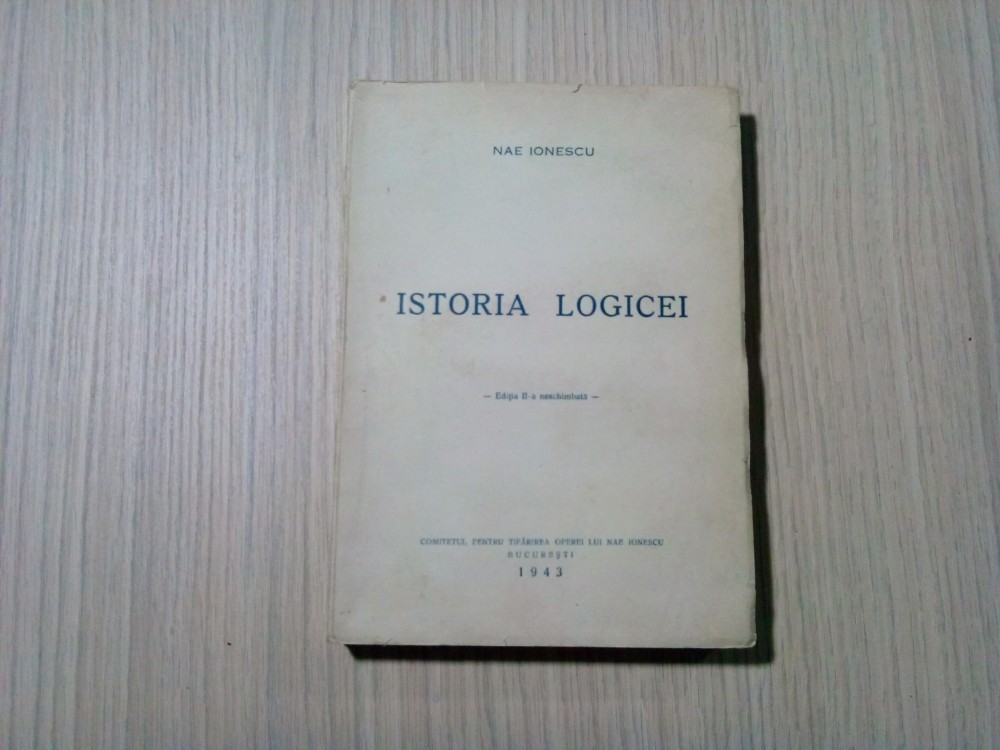 NAE IONESCU
ISTORIA LOGICEI
— Ediția II-a neschimbată —
COMITETUL PENTRU TIPĂRIREA OPEREI LUI NAE IONESCU
BUCUREȘTI
1943